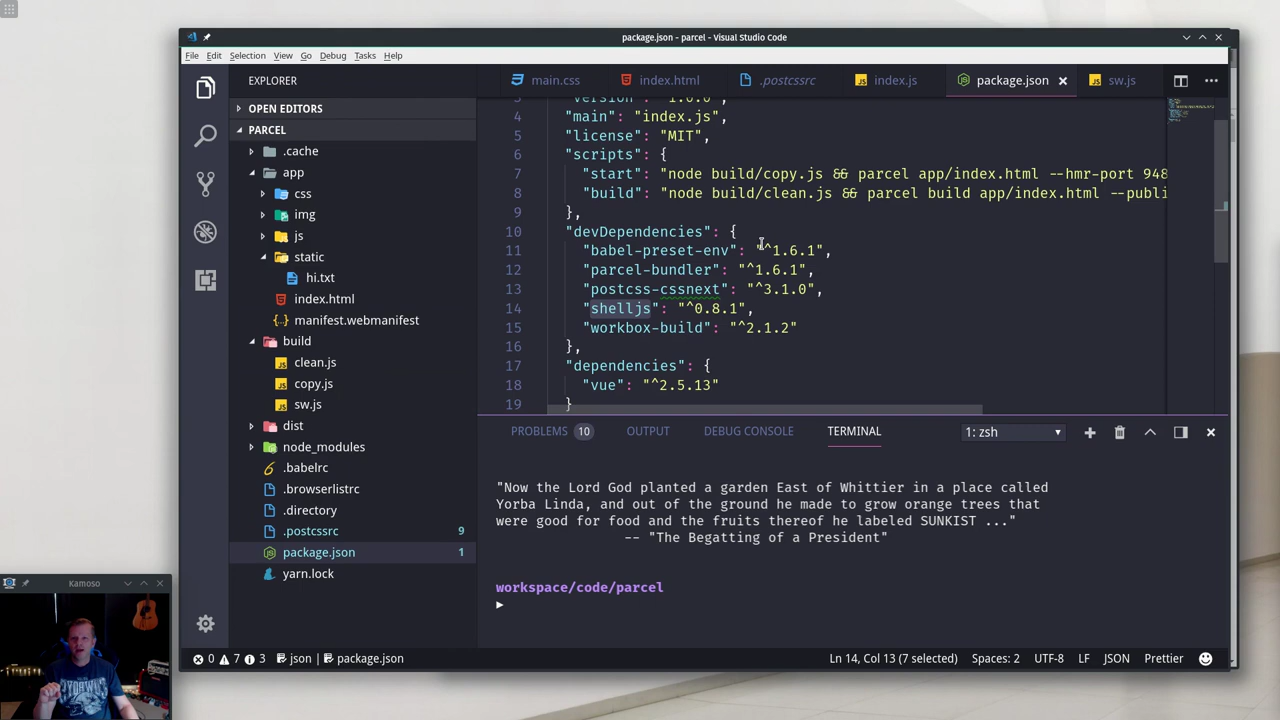 package.json - parcel - Visual Studio Code
File Edit Selection View Go Debug Tasks Help
EXPLORER
OPEN EDITORS
PARCEL
.cache
app
css
img
js
static
hi.txt
index.html
manifest.webmanifest
build
clean.js
copy.js
sw.js
dist
node_modules
.babelrc
.browserlistrc
.directory
.postcssrc 9
package.json 1
yarn.lock
main.css index.html .postcssrc index.js package.json sw.js
3 "version": "1.0.0",
4 "main": "index.js",
5 "license": "MIT",
6 "scripts": {
7 "start": "node build/copy.js && parcel app/index.html --hmr-port 948
8 "build": "node build/clean.js && parcel build app/index.html --publi
9 },
10 "devDependencies": {
11 "babel-preset-env": "^1.6.1",
12 "parcel-bundler": "^1.6.1",
13 "postcss-cssnext": "^3.1.0",
14 "shelljs": "^0.8.1",
15 "workbox-build": "^2.1.2"
16 },
17 "dependencies": {
18 "vue": "^2.5.13"
19 }
PROBLEMS 10 OUTPUT DEBUG CONSOLE TERMINAL 1: zsh
"Now the Lord God planted a garden East of Whittier in a place called
Yorba Linda, and out of the ground he made to grow orange trees that
were good for food and the fruits thereof he labeled SUNKIST ..."
-- "The Begatting of a President"
workspace/code/parcel
Kamoso
0 7 3 json package.json Ln 14, Col 13 (7 selected) Spaces: 2 UTF-8 LF JSON Prettier